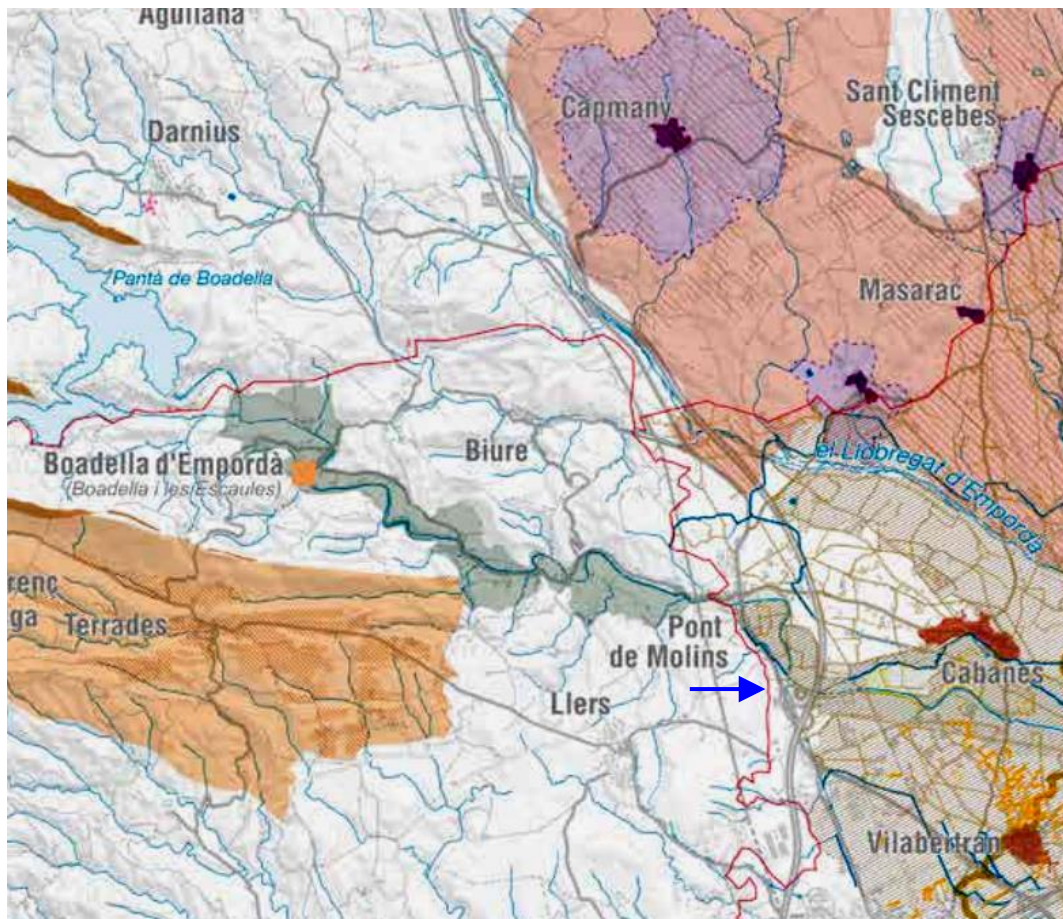 Agullana
Capmany
Sant Climent
Sescebes
Darnius
Pantà de Boadella
Masarac
el Llobregat d'Empordà
Biure
Boadella d'Empordà
(Boadella i les Escaules)
Terrades
Pont
de Molins
Cabanes
Llers
Vilabertran